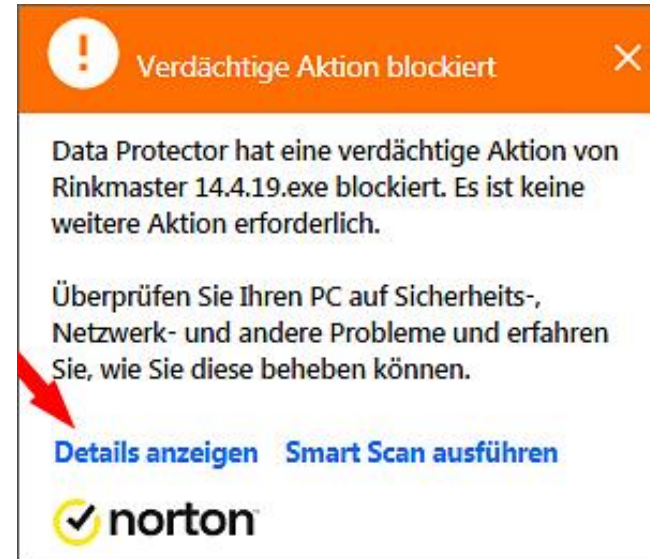 !
Verdächtige Aktion blockiert
Data Protector hat eine verdächtige Aktion von
Rinkmaster 14.4.19.exe blockiert. Es ist keine
weitere Aktion erforderlich.
Überprüfen Sie Ihren PC auf Sicherheits-,
Netzwerk- und andere Probleme und erfahren
Sie, wie Sie diese beheben können.
Details anzeigen Smart Scan ausführen
norton